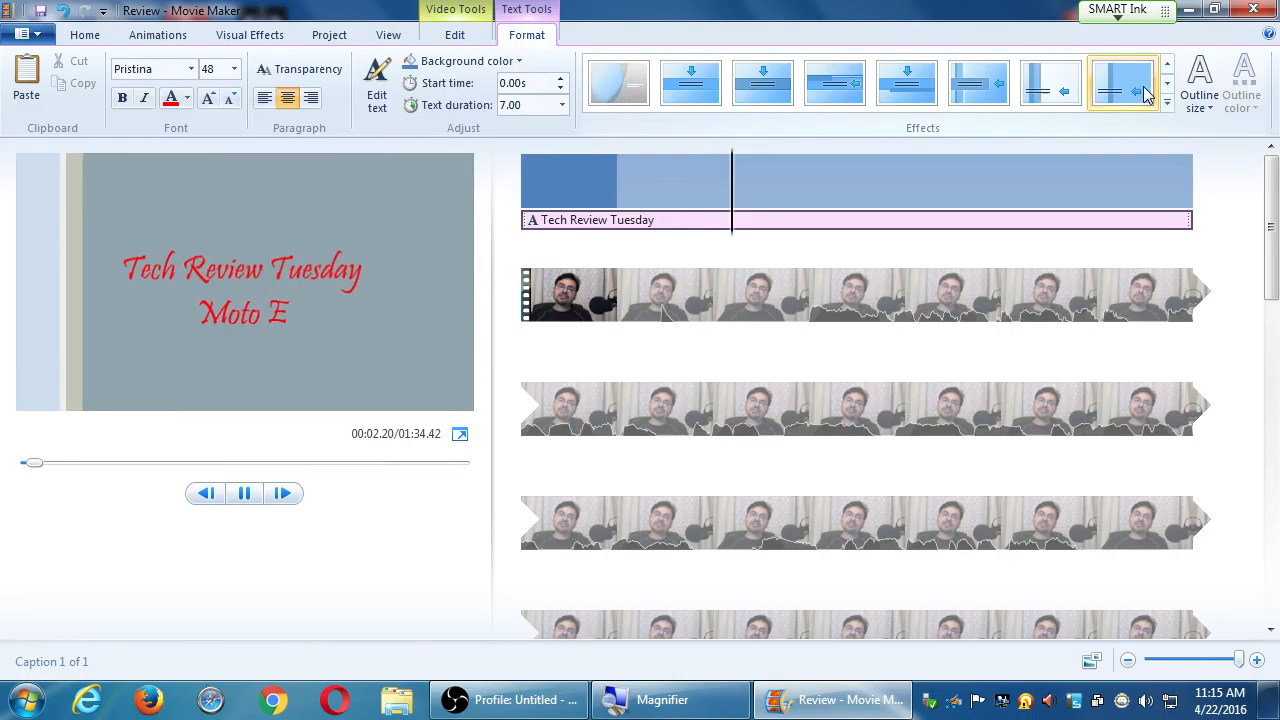 Review - Movie Maker
Video Tools
Text Tools
SMART Ink
Home
Animations
Visual Effects
Project
View
Edit
Format
Paste
Cut
Copy
Clipboard
Pristina
48
B
I
A
A
A
Font
Transparency
Paragraph
Edit
text
Background color
Start time:
0.00s
Text duration:
7.00
Adjust
Effects
A
Outline
size
A
Outline
color
Tech Review Tuesday
Moto E
00:02.20/01:34.42
A Tech Review Tuesday
Caption 1 of 1
Profile: Untitled - ...
Magnifier
Review - Movie M...
11:15 AM
4/22/2016